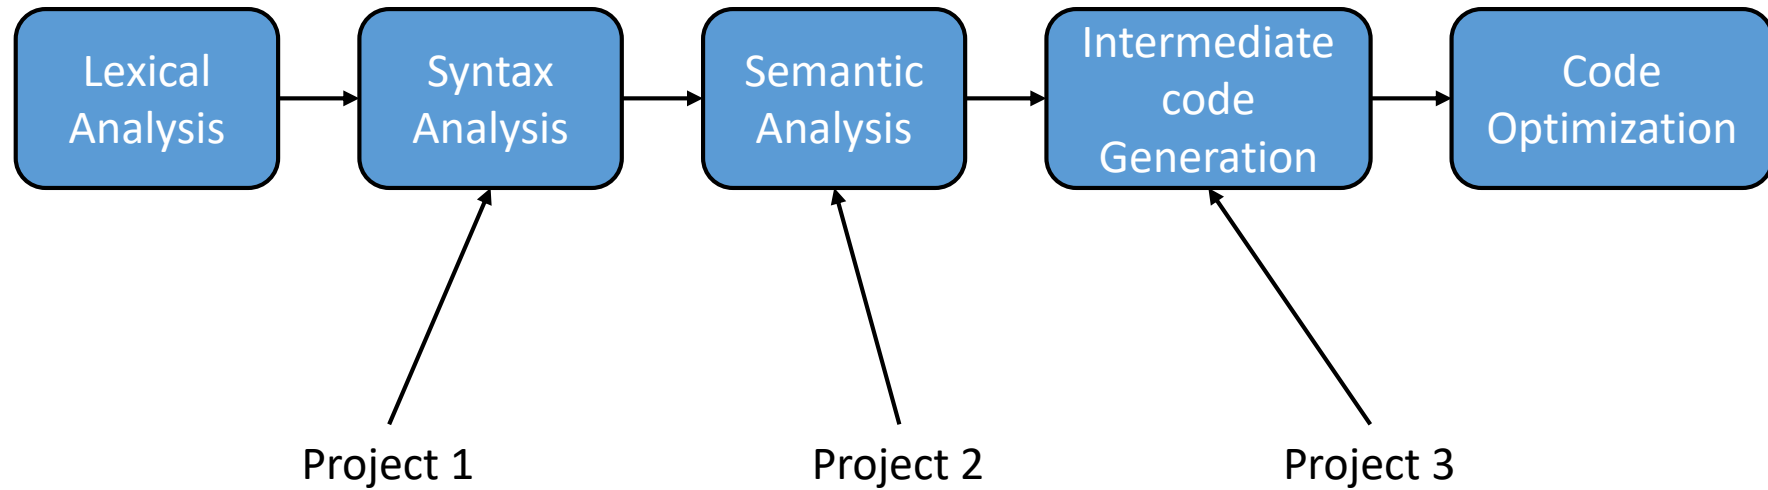 Lexical
Analysis
Syntax
Analysis
Semantic
Analysis
Intermediate
code
Generation
Code
Optimization
Project 1
Project 2
Project 3